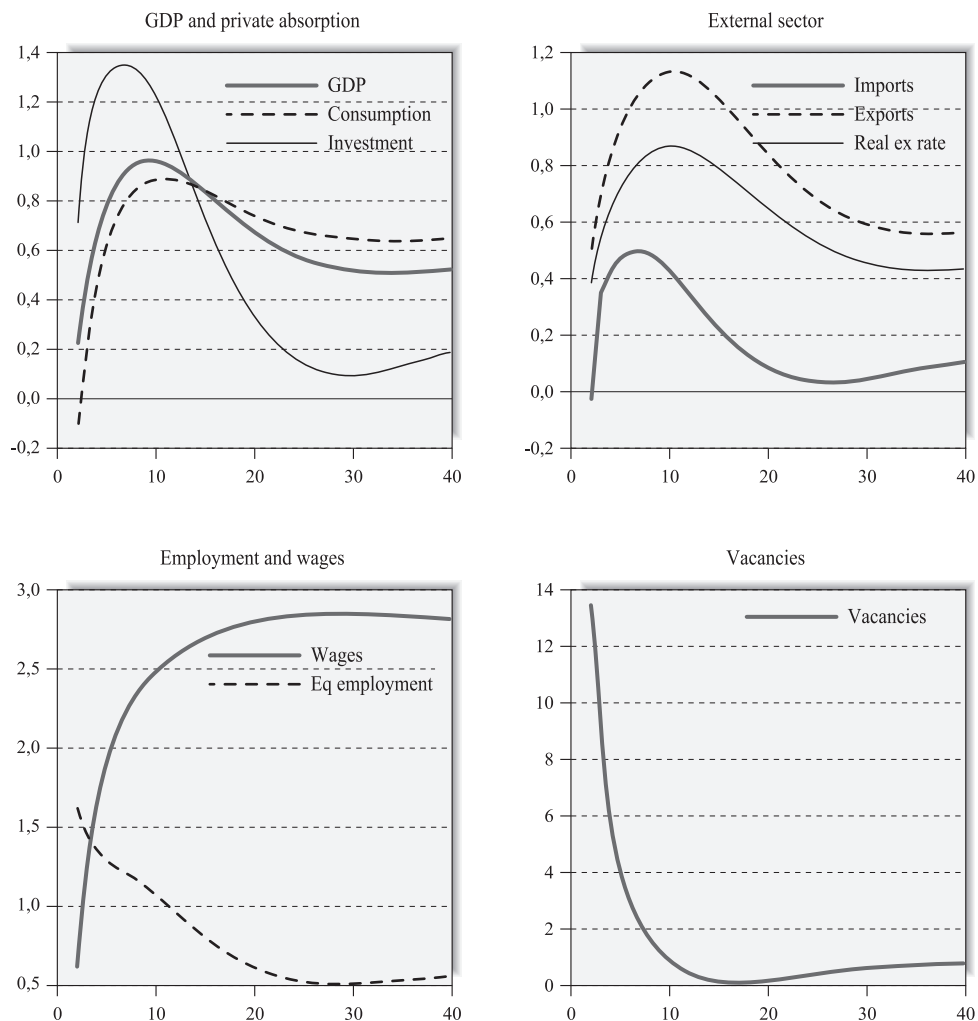 GDP and private absorption
1,4
1,2
1,0
0,8
0,6
0,4
0,2
0,0
-0,2
0 10 20 30 40
GDP
Consumption
Investment
External sector
1,2
1,0
0,8
0,6
0,4
0,2
0,0
-0,2
0 10 20 30 40
Imports
Exports
Real ex rate
Employment and wages
3,0
2,5
2,0
1,5
1,0
0,5
0 10 20 30 40
Wages
Eq employment
Vacancies
14
12
10
8
6
4
2
0
0 10 20 30 40
Vacancies